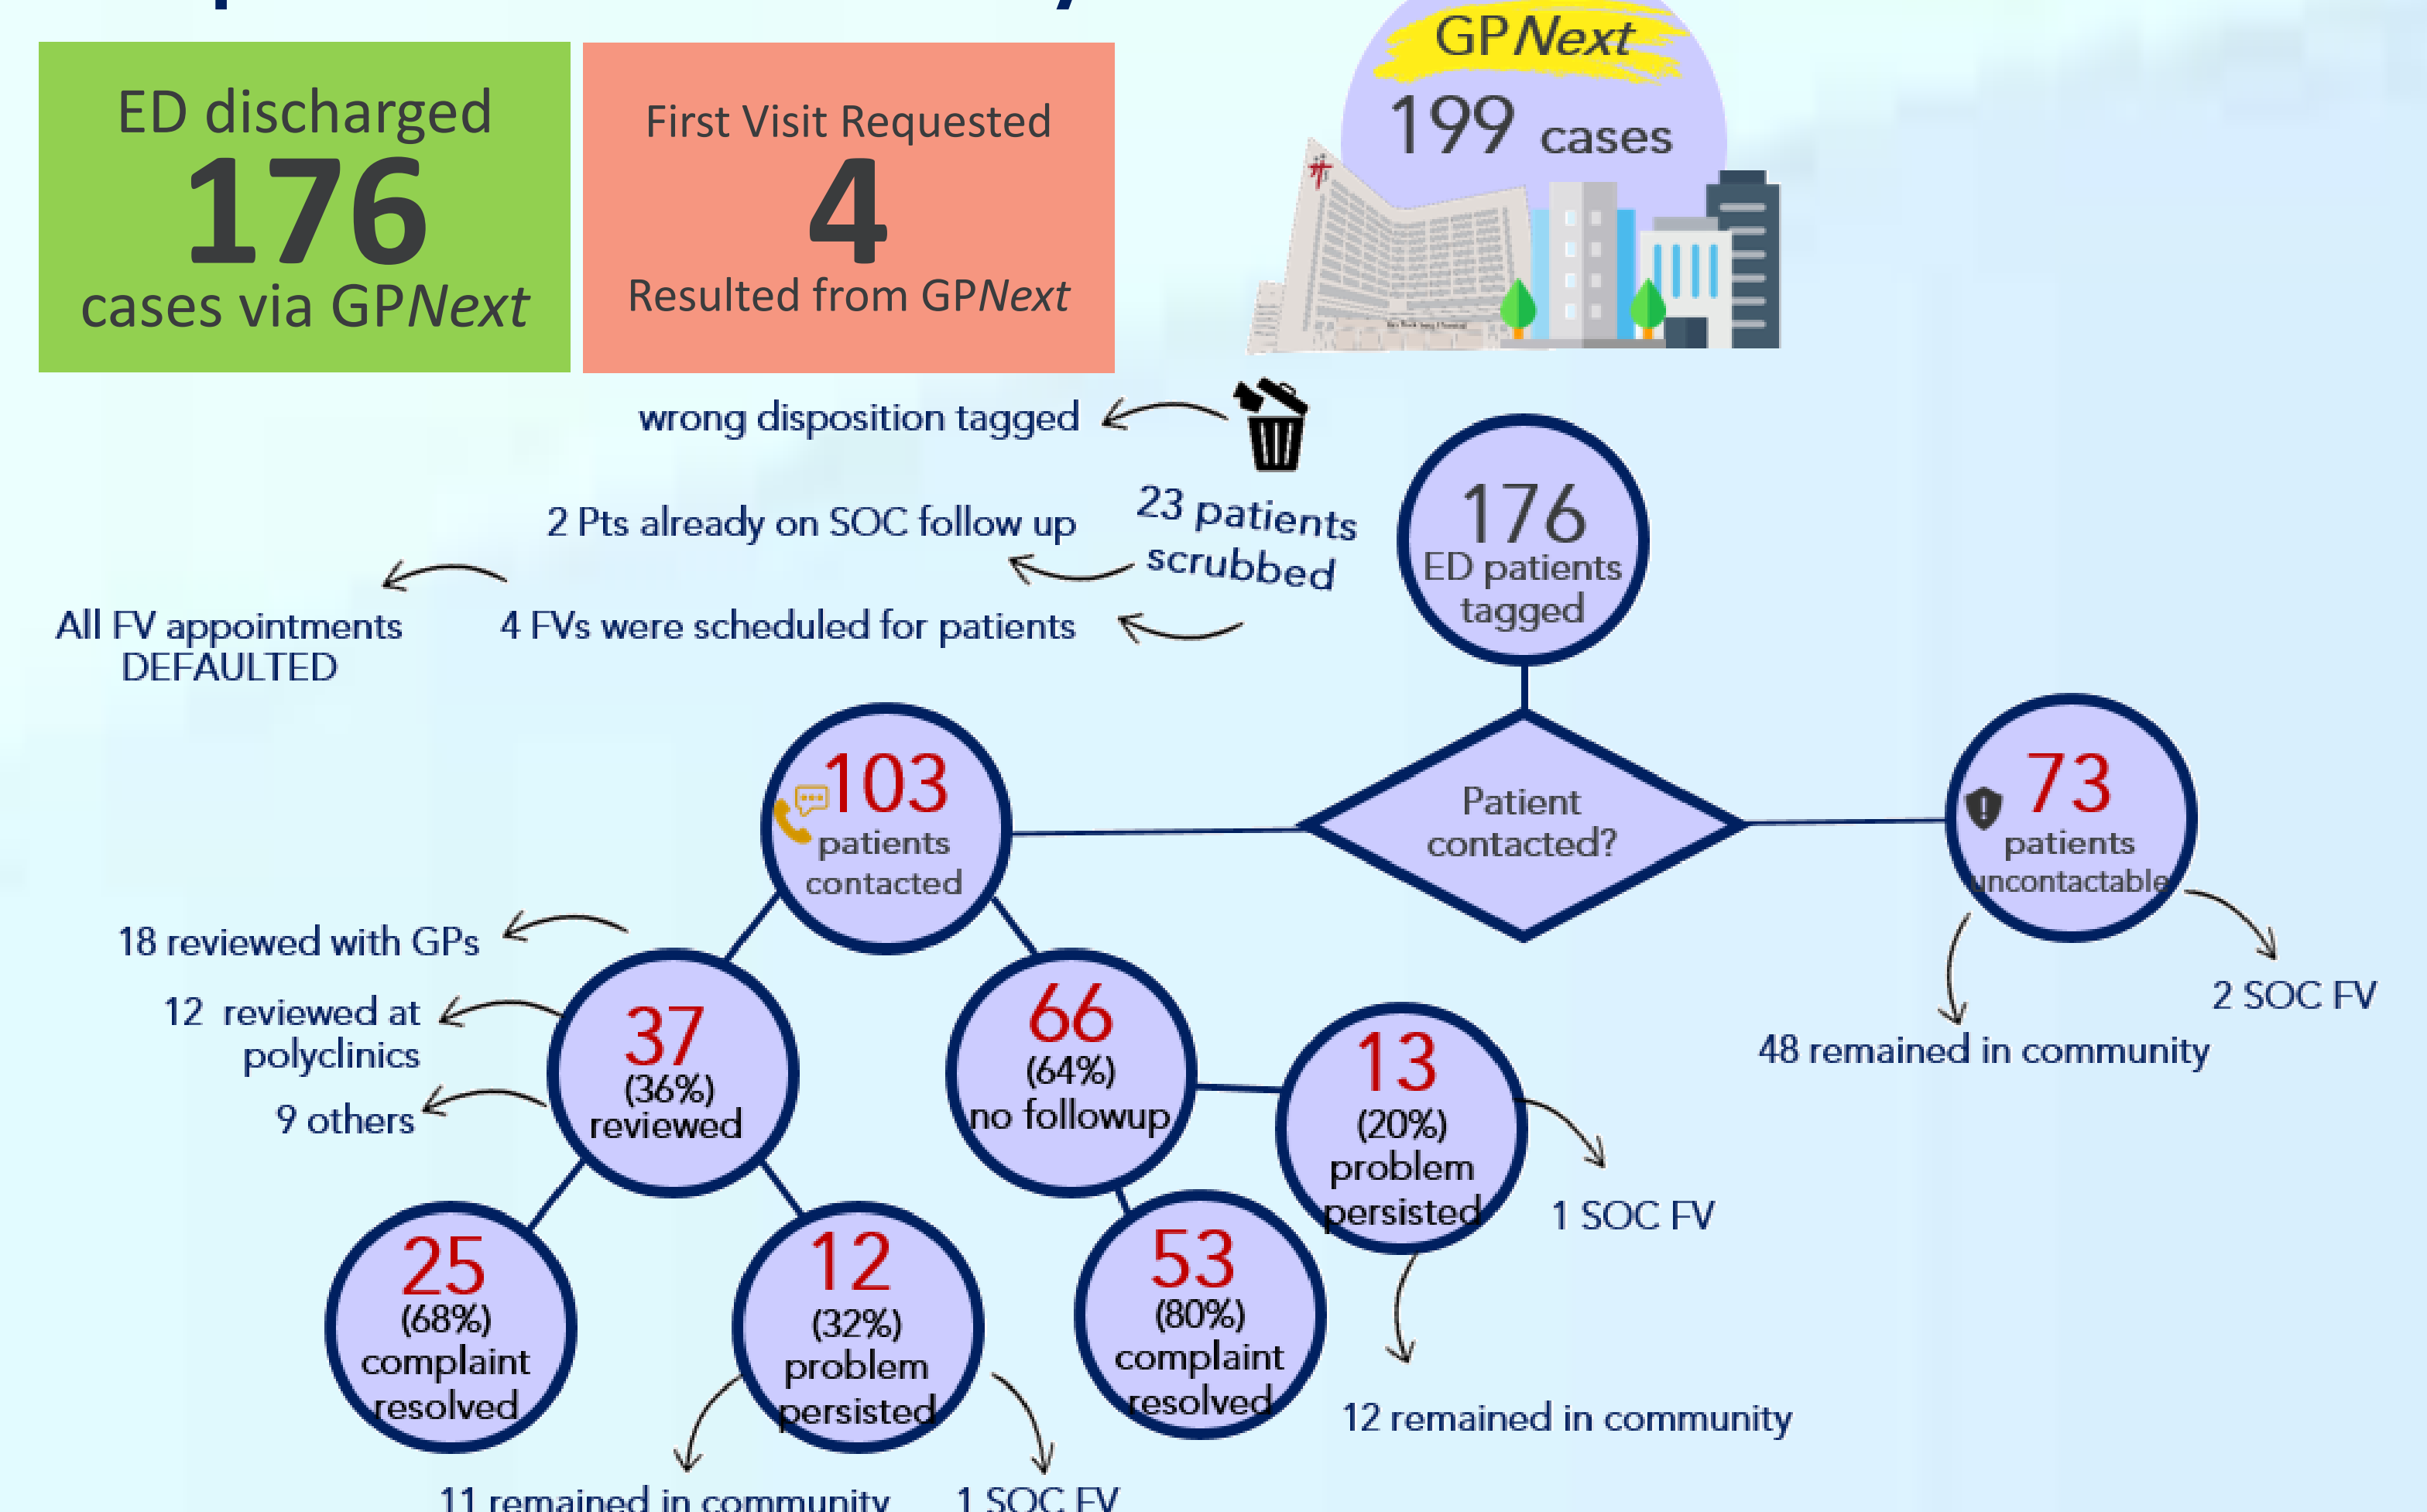 ED discharged
176
cases via GPNext
First Visit Requested
4
Resulted from GPNext
GPNext
199 cases
wrong disposition tagged
2 Pts already on SOC follow up
23 patients
scrubbed
All FV appointments
DEFAULTED
4 FVs were scheduled for patients
176
ED patients
tagged
Patient
contacted?
103
patients
contacted
73
patients
uncontactable
2 SOC FV
48 remained in community
18 reviewed with GPs
12 reviewed at
polyclinics
9 others
37
(36%)
reviewed
66
(64%)
no followup
13
(20%)
problem
persisted
1 SOC FV
12 remained in community
25
(68%)
complaint
resolved
12
(32%)
problem
persisted
53
(80%)
complaint
resolved
11 remained in community
1 SOC FV